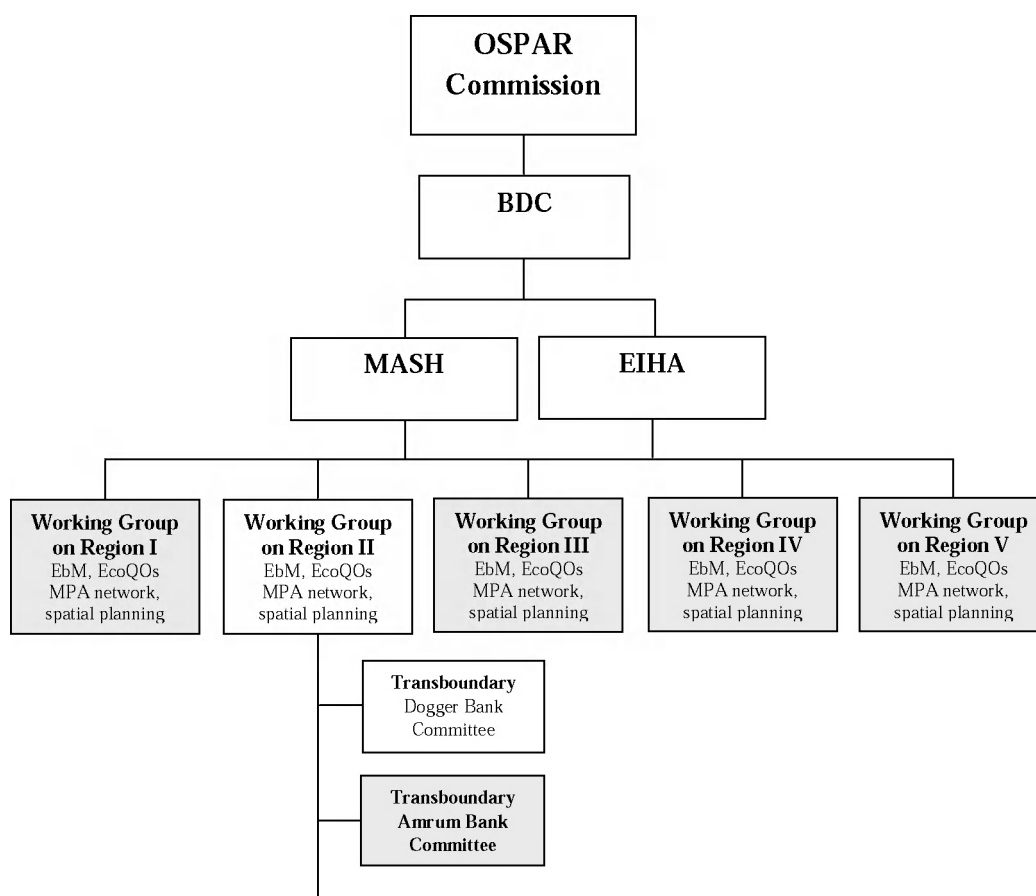 OSPAR
Commission
BDC
MASH
EIHA
Working Group
on Region I
EbM, EcoQOs
MPA network,
spatial planning
Working Group
on Region II
EbM, EcoQOs
MPA network,
spatial planning
Working Group
on Region III
EbM, EcoQOs
MPA network,
spatial planning
Working Group
on Region IV
EbM, EcoQOs
MPA network,
spatial planning
Working Group
on Region V
EbM, EcoQOs
MPA network,
spatial planning
Transboundary
Dogger Bank
Committee
Transboundary
Amrum Bank
Committee